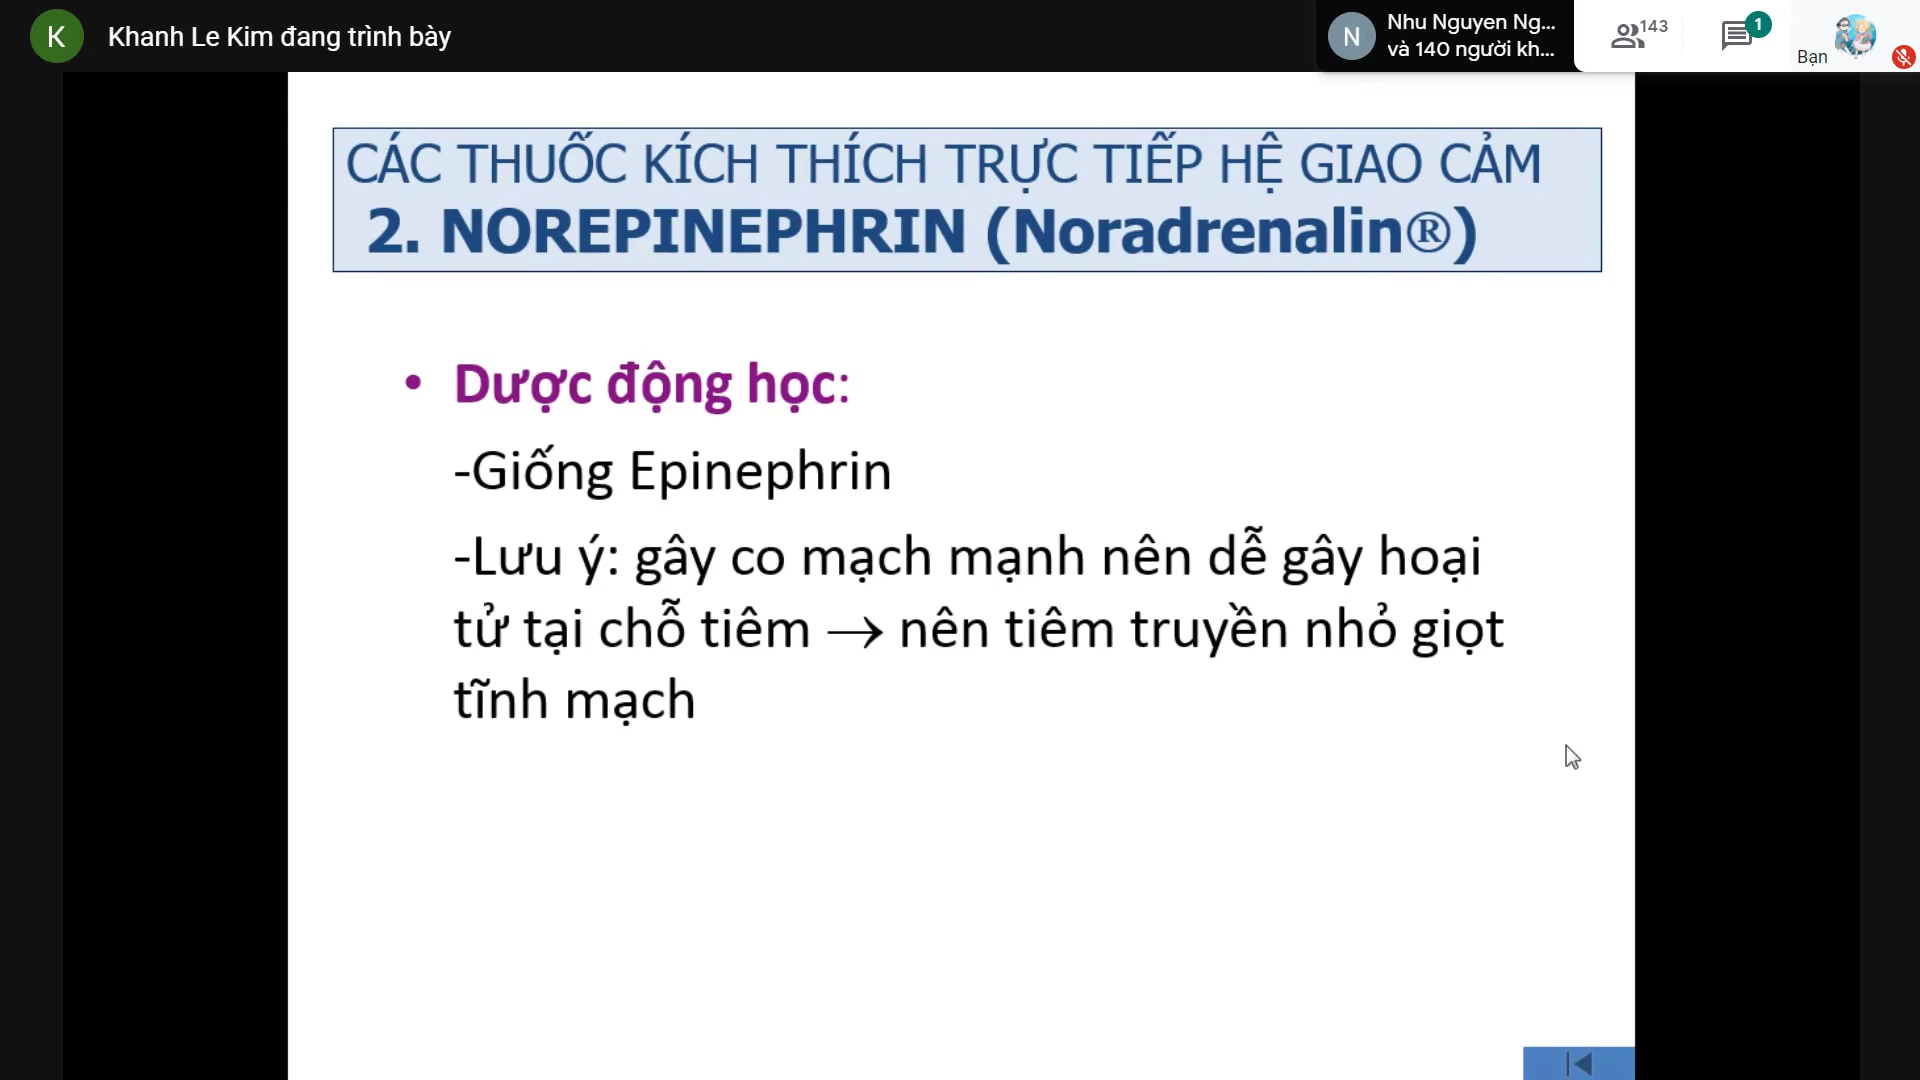 K
Khanh Le Kim đang trình bày
N
Nhu Nguyen Ng...
và 140 người kh...
143
1
Bạn
CÁC THUỐC KÍCH THÍCH TRỰC TIẾP HỆ GIAO CẢM
2. NOREPINEPHRIN (Noradrenalin®)
• Dược động học:
-Giống Epinephrin
-Lưu ý: gây co mạch mạnh nên dễ gây hoại
tử tại chỗ tiêm → nên tiêm truyền nhỏ giọt
tĩnh mạch